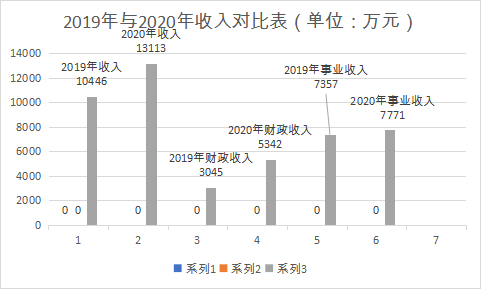 2019年与2020年收入对比表（单位：万元）
14000
12000
10000
8000
6000
4000
2000
0
2019年收入
10446
2020年收入
13113
2019年财政收入
3045
2020年财政收入
5342
2019年事业收入
7357
2020年事业收入
7771
0 0 0 0 0 0 0
1 2 3 4 5 6 7
系列1 系列2 系列3